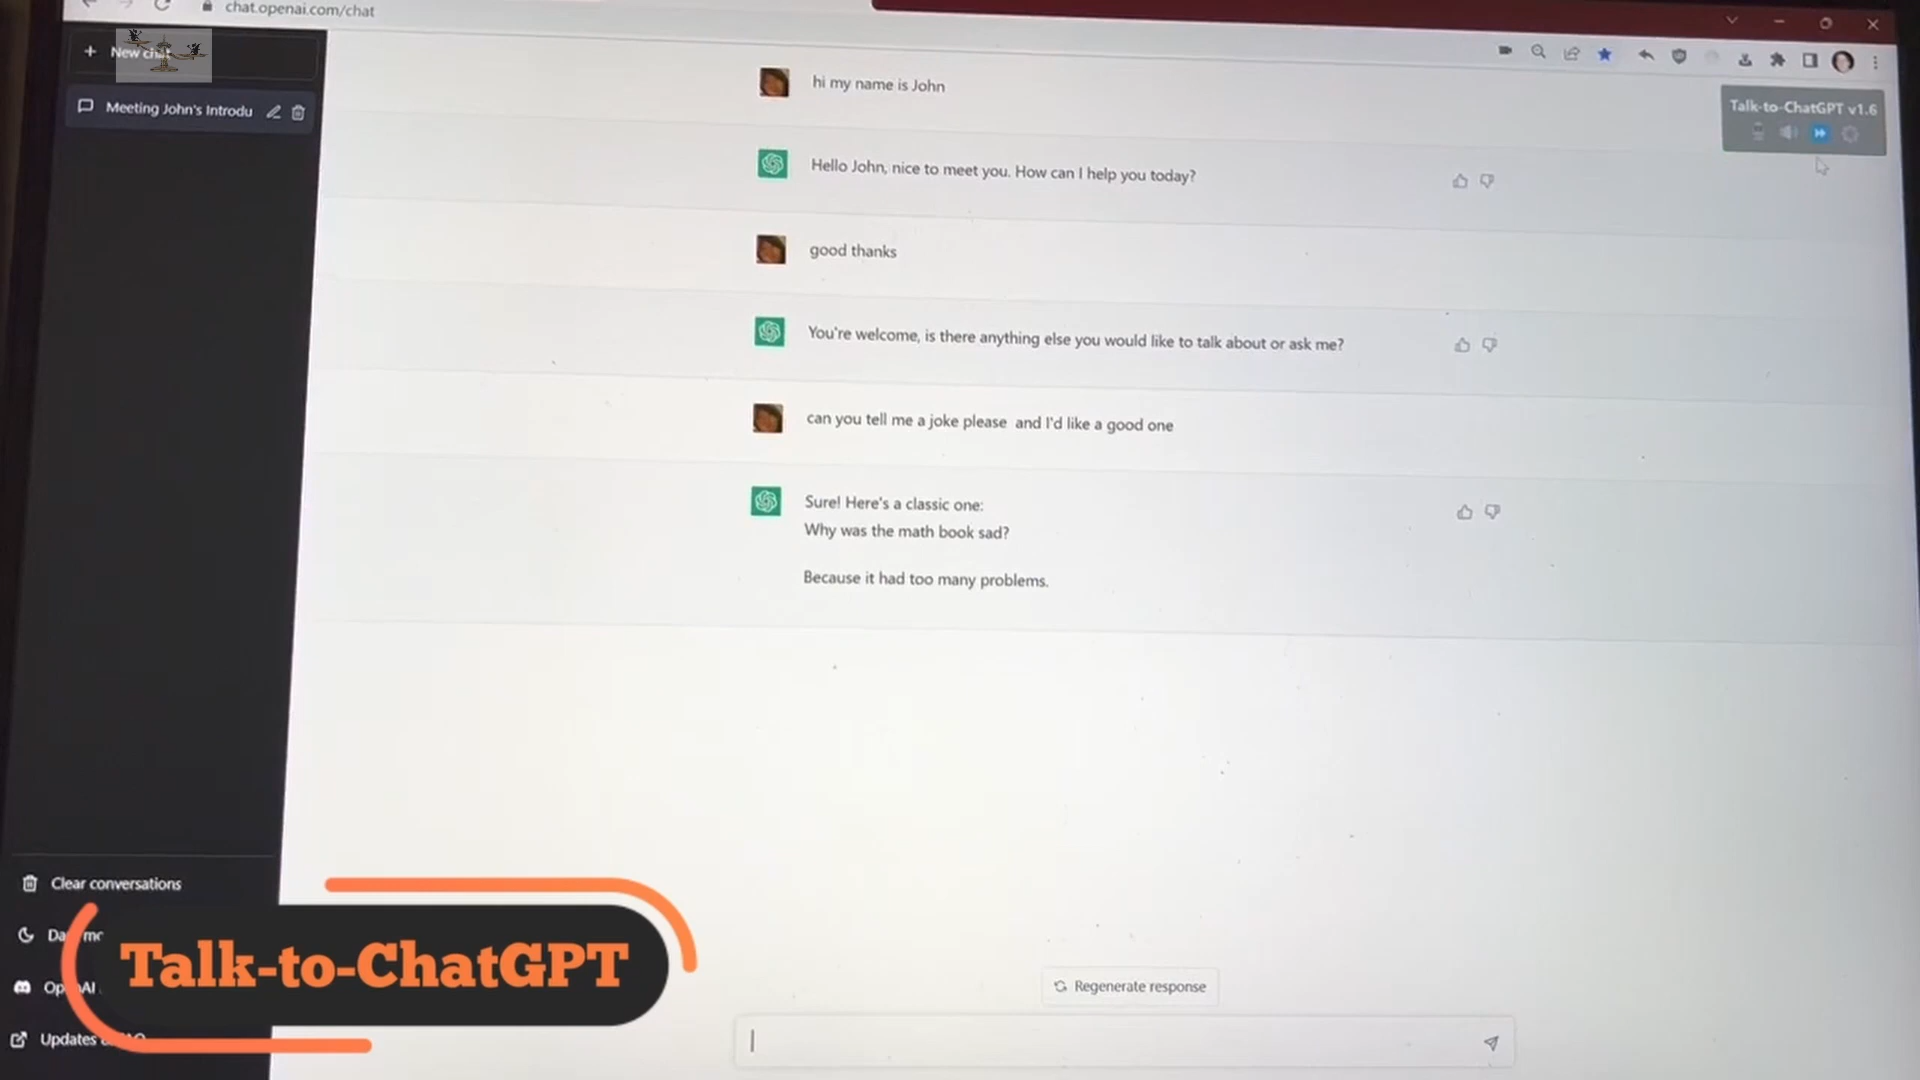 chat.openai.com/chat
New chat
Meeting John's Introdu
hi my name is John
Talk-to-ChatGPT v1.6
Hello John, nice to meet you. How can I help you today?
good thanks
You're welcome, is there anything else you would like to talk about or ask me?
can you tell me a joke please  and I'd like a good one
Sure! Here's a classic one:
Why was the math book sad?
Because it had too many problems.
Clear conversations
Talk-to-ChatGPT
Updates
Regenerate response